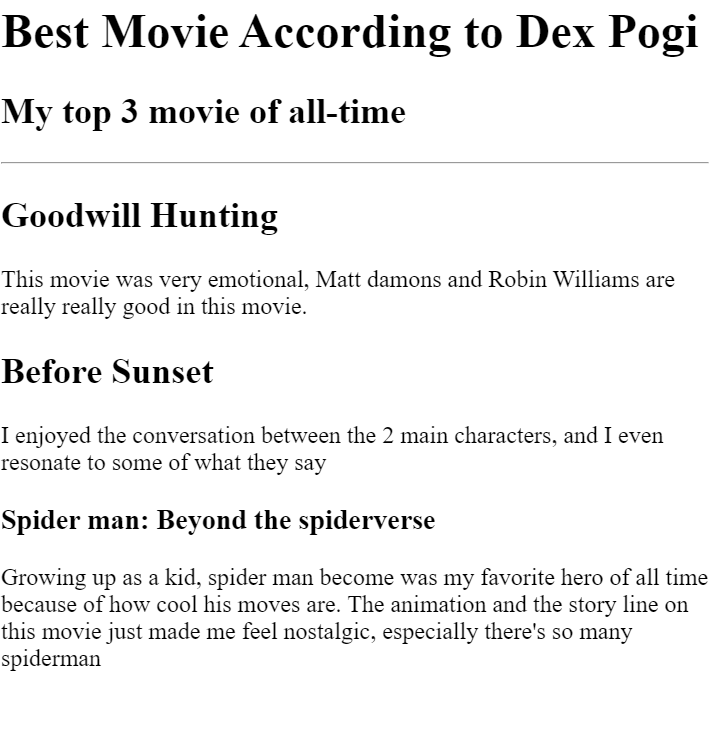 Best Movie According to Dex Pogi
My top 3 movie of all-time
Goodwill Hunting
This movie was very emotional, Matt damons and Robin Williams are
really really good in this movie.
Before Sunset
I enjoyed the conversation between the 2 main characters, and I even
resonate to some of what they say
Spider man: Beyond the spiderverse
Growing up as a kid, spider man become was my favorite hero of all time
because of how cool his moves are. The animation and the story line on
this movie just made me feel nostalgic, especially there's so many
spiderman